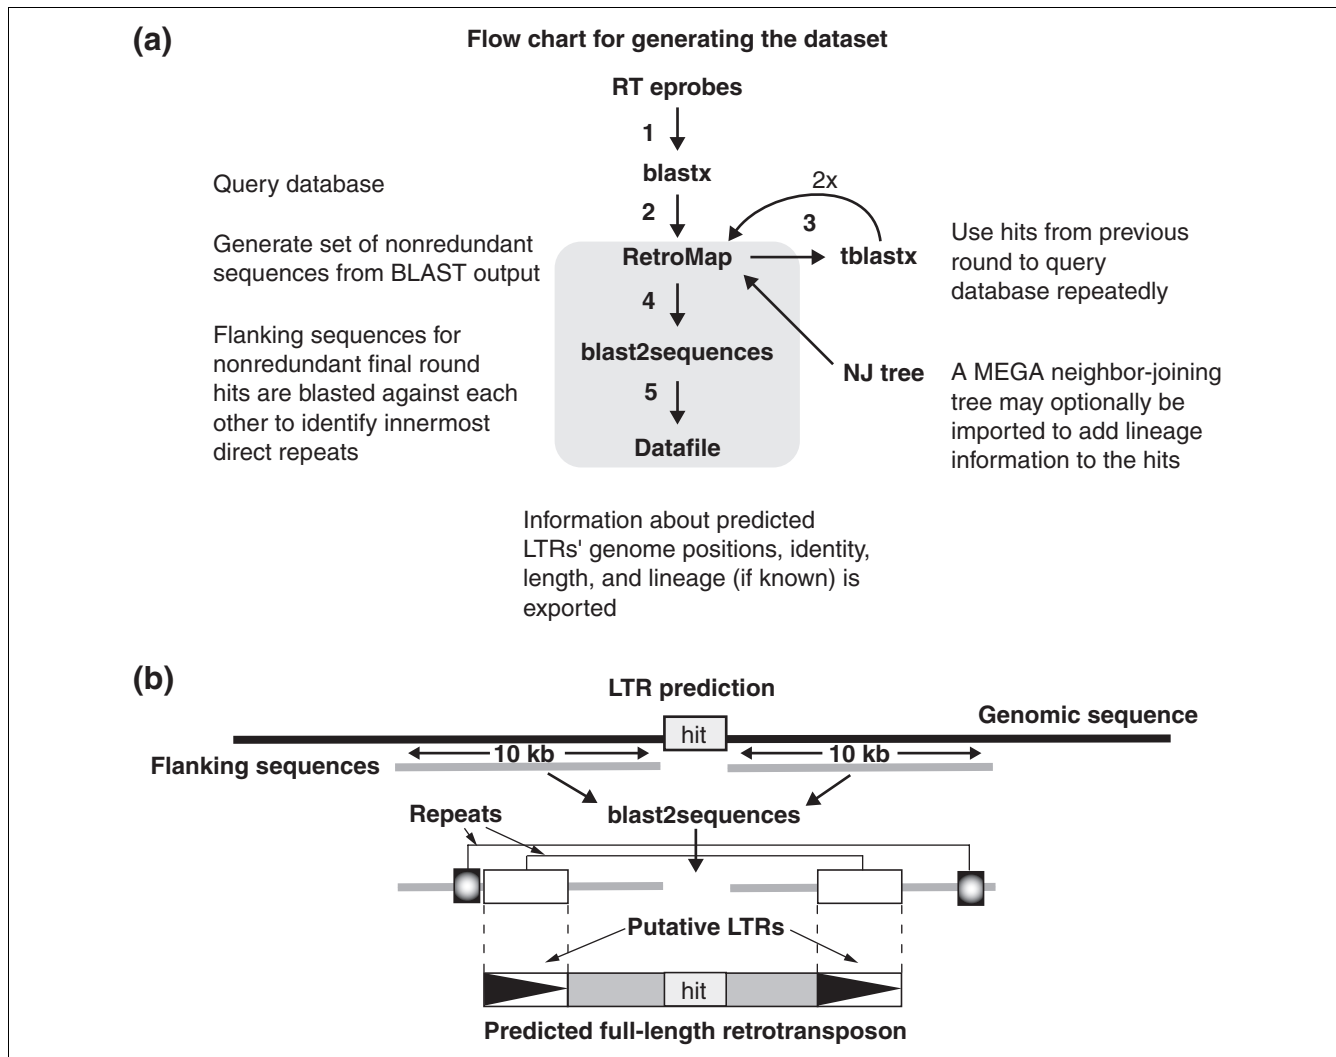 (a)
Flow chart for generating the dataset
RT eprobes
1
blastx
Query database
2x
2
3
Use hits from previous
round to query
database repeatedly
Generate set of nonredundant
sequences from BLAST output
RetroMap
tblastx
4
Flanking sequences for
nonredundant final round
hits are blasted against each
other to identify innermost
direct repeats
blast2sequences
NJ tree
A MEGA neighbor-joining
tree may optionally be
imported to add lineage
information to the hits
5
Datafile
Information about predicted
LTRs' genome positions, identity,
length, and lineage (if known) is
exported
(b)
LTR prediction
Genomic sequence
hit
10 kb
10 kb
Flanking sequences
Repeats
blast2sequences
Putative LTRs
hit
Predicted full-length retrotransposon